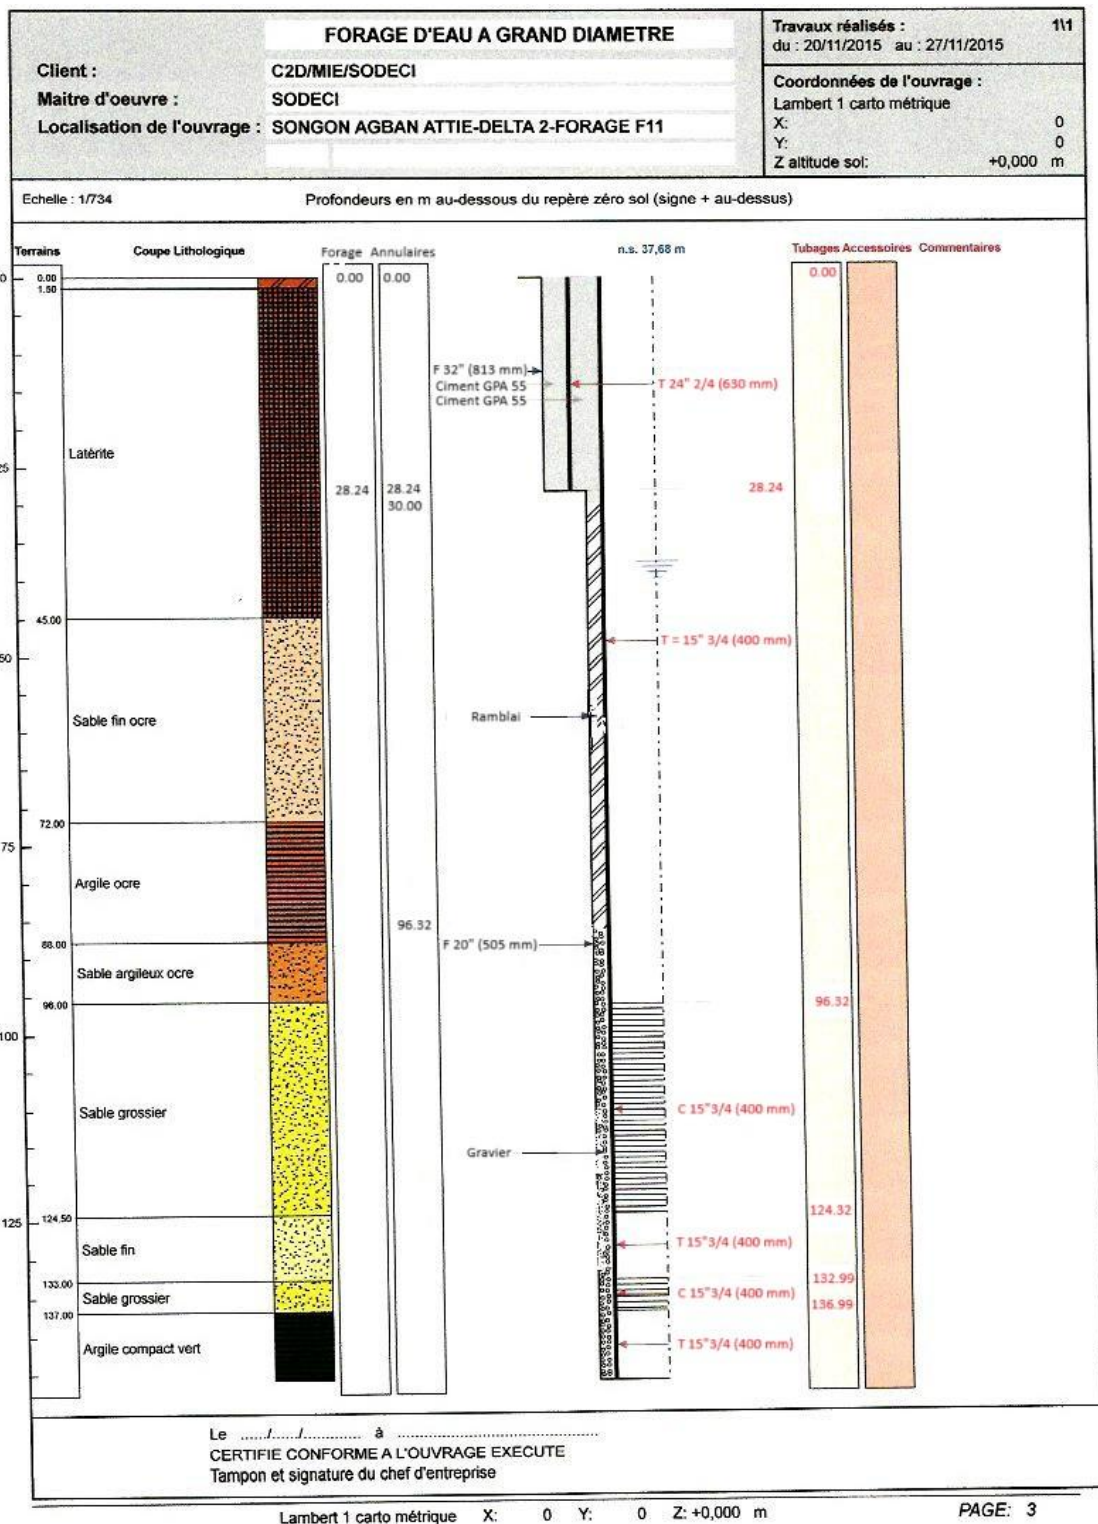 FORAGE D'EAU A GRAND DIAMETRE
Travaux réalisés : 1\1
du : 20/11/2015 au : 27/11/2015
Client : C2D/MIE/SODECI
Maitre d'oeuvre : SODECI
Localisation de l'ouvrage : SONGON AGBAN ATTIE-DELTA 2-FORAGE F11
Coordonnées de l'ouvrage :
Lambert 1 carto métrique
X: 0
Y: 0
Z altitude sol: +0,000 m
Echelle : 1/734 Profondeurs en m au-dessous du repère zéro sol (signe + au-dessus)
Terrains Coupe Lithologique Forage Annulaires n.s. 37,68 m Tubages Accessoires Commentaires
0 0.00 0.00 0.00 0.00
1.50
F 32" (813 mm)
Ciment GPA 55 T 24" 2/4 (630 mm)
Ciment GPA 55
Latérite
25
28.24 28.24 28.24
30.00
45.00
T = 15" 3/4 (400 mm)
50
Sable fin ocre Ramblai
72.00
75
Argile ocre
96.32
88.00 F 20" (505 mm)
Sable argileux ocre
96.00 96.32
100
Sable grossier C 15"3/4 (400 mm)
Gravier
124.32
125 124,50
T 15"3/4 (400 mm)
Sable fin
133.00 132.99
Sable grossier C 15"3/4 (400 mm)
137.00 136.99
Argile compact vert T 15"3/4 (400 mm)
Le ....../....../............ à .......................................
CERTIFIE CONFORME A L'OUVRAGE EXECUTE
Tampon et signature du chef d'entreprise
Lambert 1 carto métrique X: 0 Y: 0 Z: +0,000 m PAGE: 3